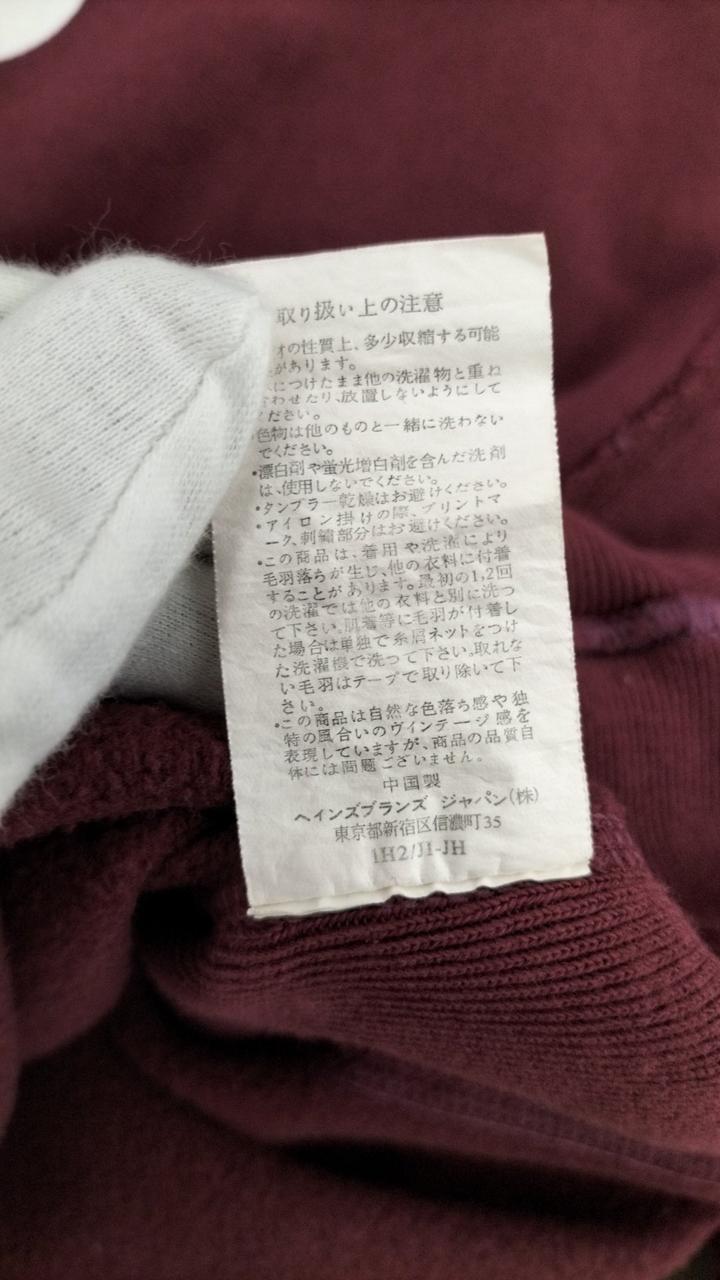 取り扱い上の注意
の性質上、多少収縮する可能
があります。
につけたまま他の洗濯物と重ね
わせたり、放置しないようにして
ください。
色物は他のものと一緒に洗わない
でください。
・漂白剤や蛍光増白剤を含んだ洗剤
は、使用しないでください。
・タンブラー乾燥はお避けください。
・アイロン掛けの際、プリントマ
ーク、刺繍部分はお避けください。
・この商品は、着用や洗濯により
毛羽落ちが生じ、他の衣料に付着
することがあります。最初の1,2回
の洗濯では他の衣料と別に洗っ
て下さい。肌着等に毛羽が付着し
た場合は単独で糸屑ネットをつけ
た洗濯機で洗って下さい。取れな
い毛羽はテープで取り除いて下
さい。
・この商品は自然な色落ち感や独
特の風合いのヴィンテージ感を
表現していますが、商品の品質自
体には問題ございません。
中国製
ヘインズブランズ ジャパン(株)
東京都新宿区信濃町35
1H2/J1-JH